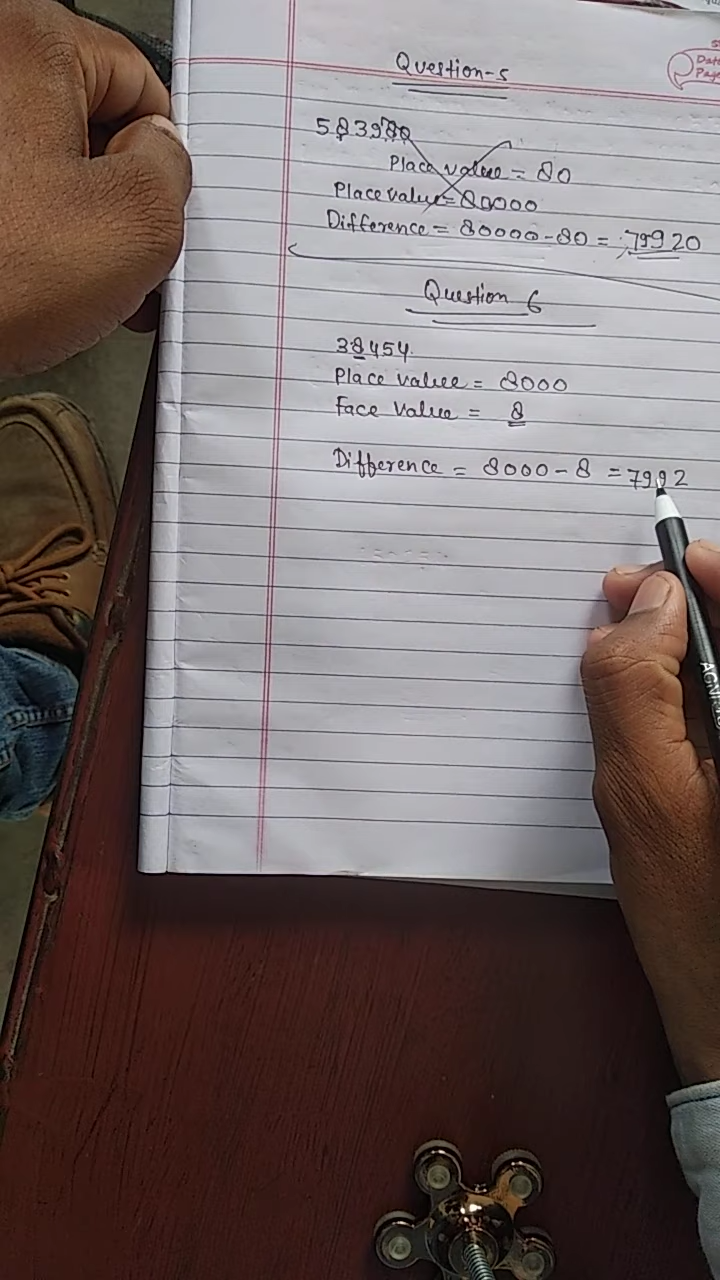 Question-5
583980
Place value = 80
Place value = 80000
Difference = 80000-80 = 79920
Question 6
38454.
Place value = 8000
Face value = 8
Difference = 8000-8 = 7992